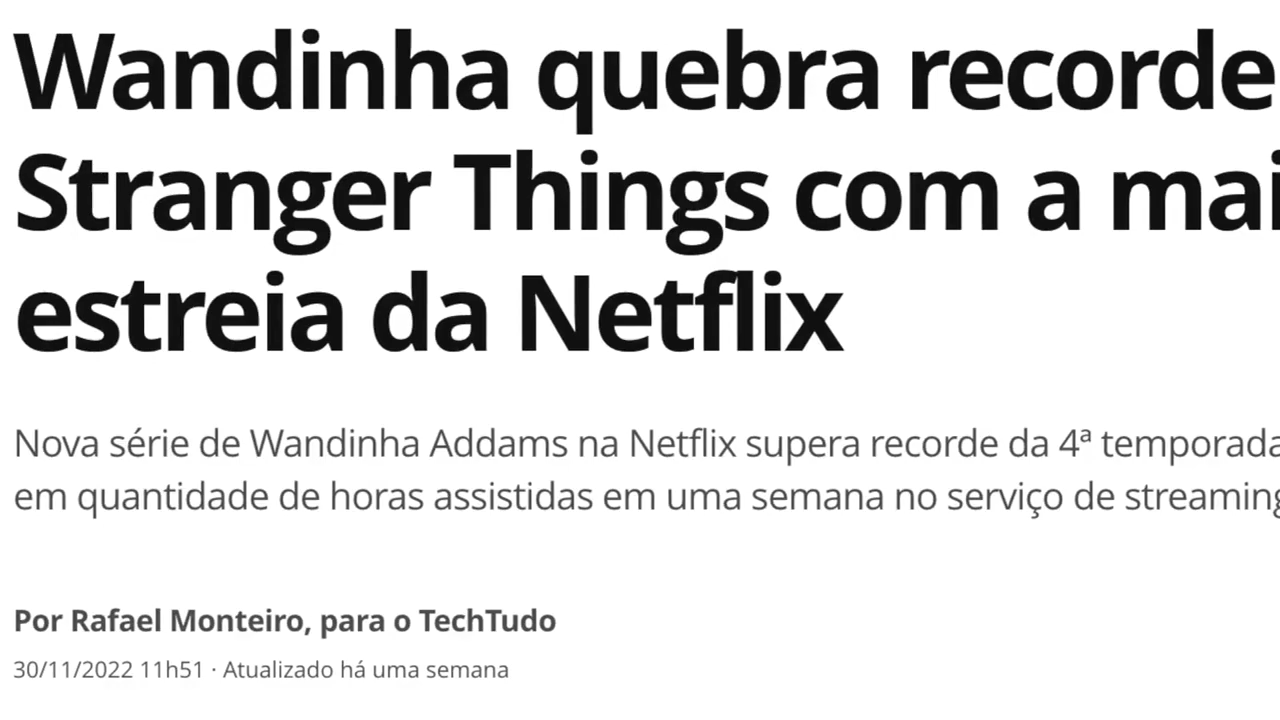 Wandinha quebra recorde
Stranger Things com a mai
estreia da Netflix
Nova série de Wandinha Addams na Netflix supera recorde da 4ª temporada
em quantidade de horas assistidas em uma semana no serviço de streaming
Por Rafael Monteiro, para o TechTudo
30/11/2022 11h51 · Atualizado há uma semana